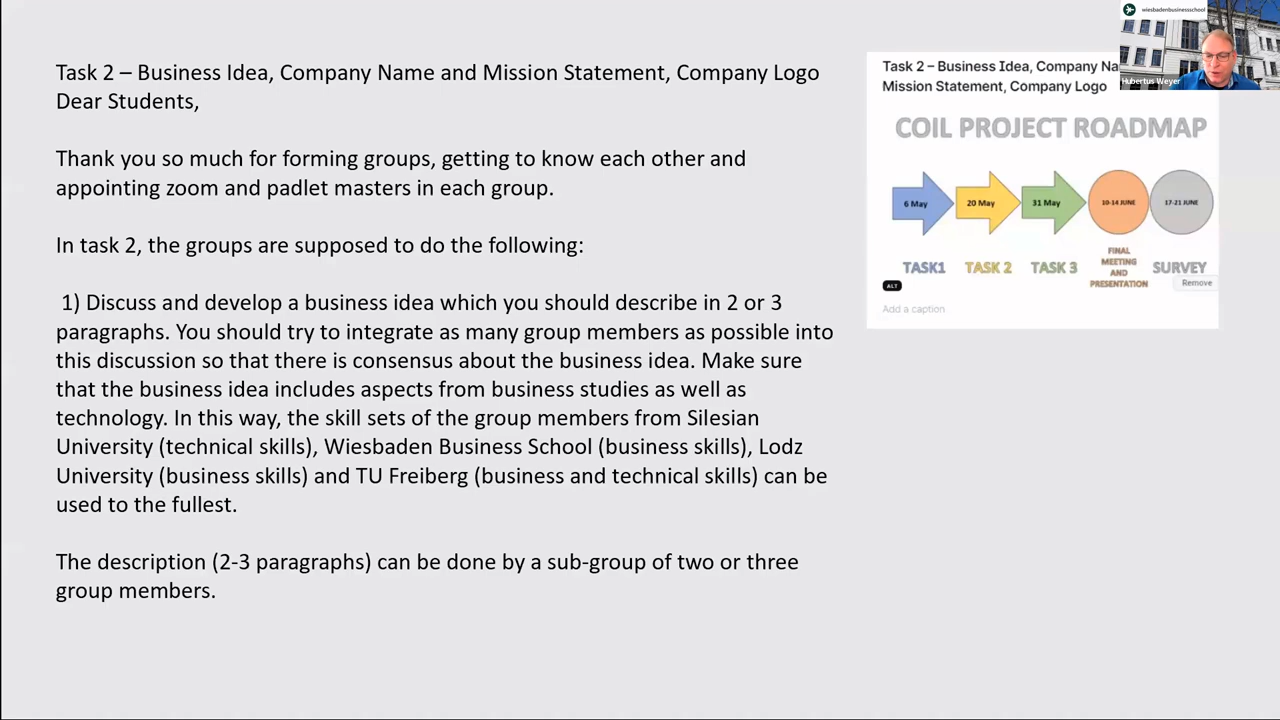 wiesbadenbusinessschool
Hubertus Weyer
Task 2 – Business Idea, Company Name and Mission Statement, Company Logo
Dear Students,
Thank you so much for forming groups, getting to know each other and
appointing zoom and padlet masters in each group.
In task 2, the groups are supposed to do the following:
1) Discuss and develop a business idea which you should describe in 2 or 3
paragraphs. You should try to integrate as many group members as possible into
this discussion so that there is consensus about the business idea. Make sure
that the business idea includes aspects from business studies as well as
technology. In this way, the skill sets of the group members from Silesian
University (technical skills), Wiesbaden Business School (business skills), Lodz
University (business skills) and TU Freiberg (business and technical skills) can be
used to the fullest.
The description (2-3 paragraphs) can be done by a sub-group of two or three
group members.
Task 2 – Business Idea, Company Na
Mission Statement, Company Logo
COIL PROJECT ROADMAP
6 May
20 May
31 May
10-14 JUNE
17-21 JUNE
TASK1
TASK 2
TASK 3
FINAL
MEETING
AND
PRESENTATION
SURVEY
ALT
Remove
Add a caption